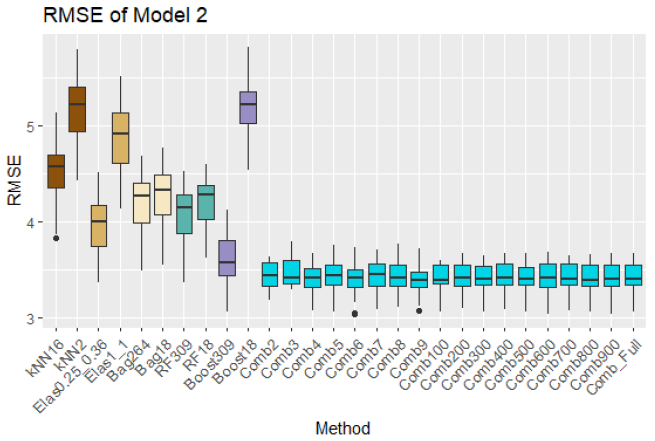 RMSE of Model 2
RMSE
5
4
3
kNN16
kNN2
Elas0.25_0.36
Elas1_1
Bag264
Bag18
RF309
RF18
Boost309
Boost18
Comb2
Comb3
Comb4
Comb5
Comb6
Comb7
Comb8
Comb9
Comb100
Comb200
Comb300
Comb400
Comb500
Comb600
Comb700
Comb800
Comb900
Comb_Full
Method